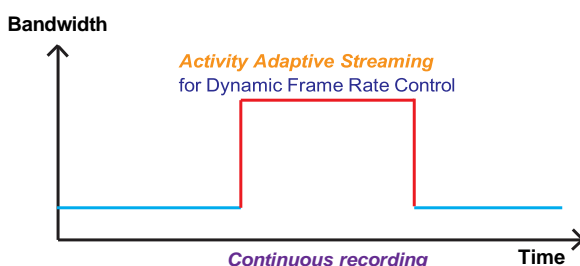 Bandwidth
Activity Adaptive Streaming
for Dynamic Frame Rate Control
Continuous recording
Time